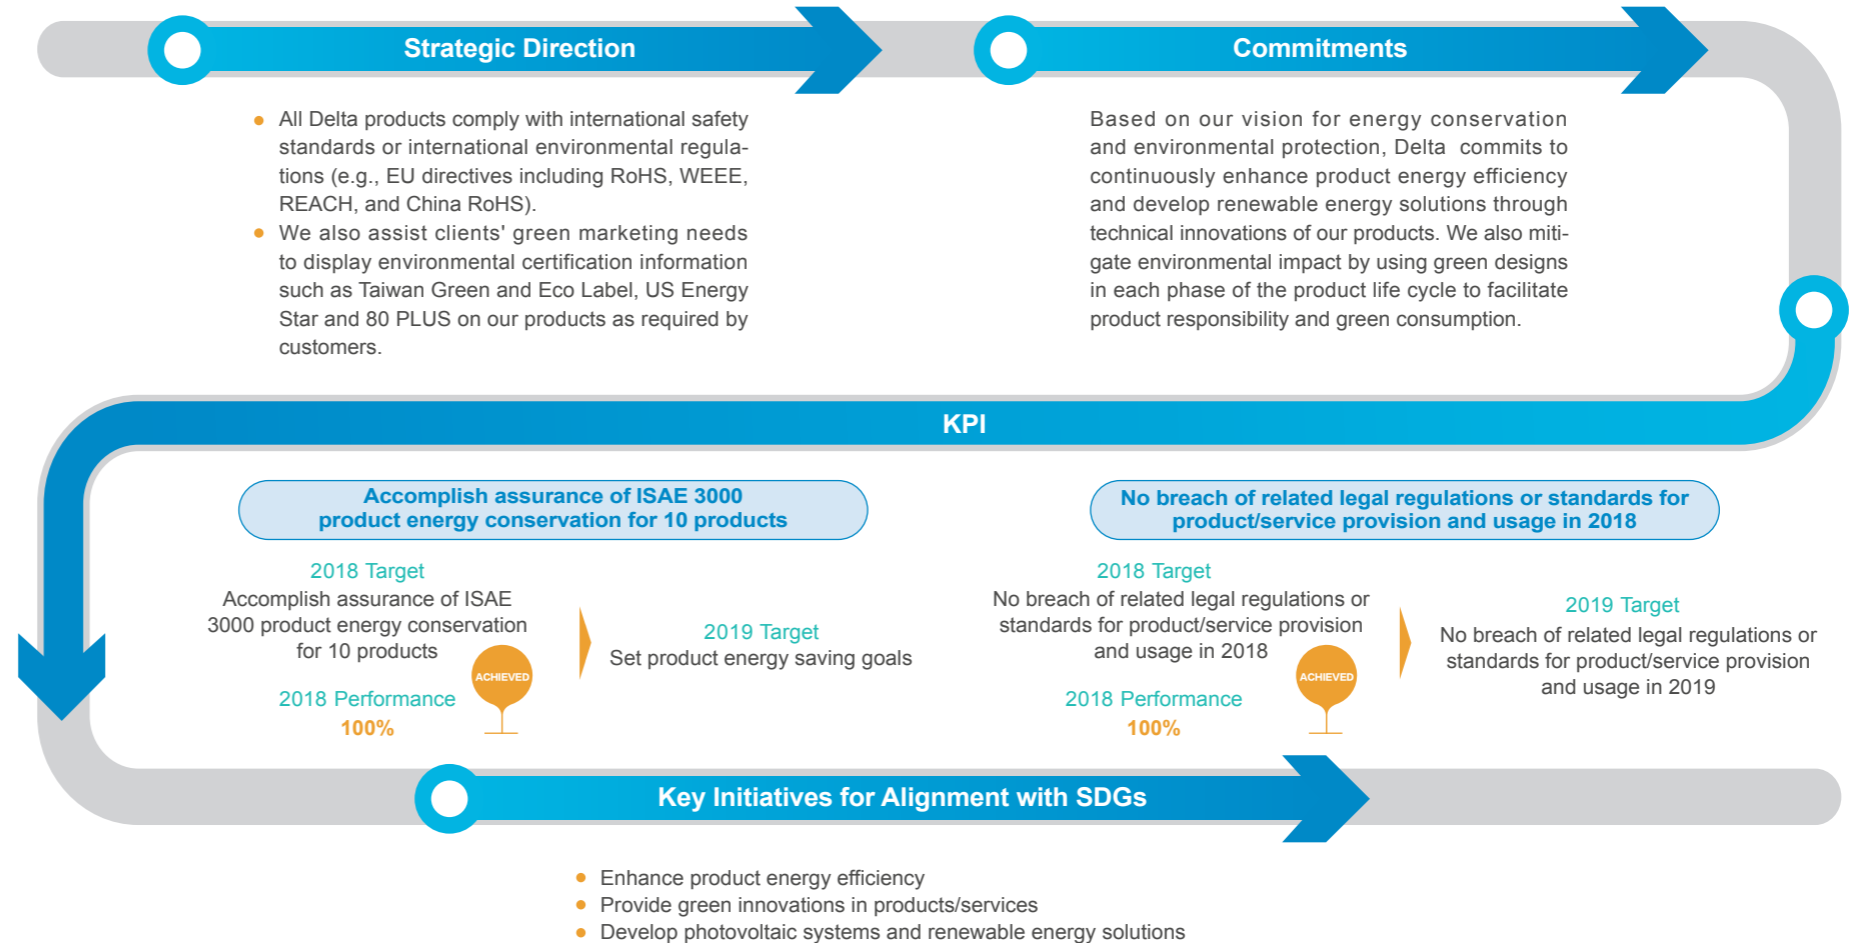 Strategic Direction
All Delta products comply with international safety
standards or international environmental regula-
tions (e.g., EU directives including RoHS, WEEE,
REACH, and China RoHS).
We also assist clients' green marketing needs
to display environmental certification information
such as Taiwan Green and Eco Label, US Energy
Star and 80 PLUS on our products as required by
customers.
Commitments
Based on our vision for energy conservation
and environmental protection, Delta commits to
continuously enhance product energy efficiency
and develop renewable energy solutions through
technical innovations of our products. We also miti-
gate environmental impact by using green designs
in each phase of the product life cycle to facilitate
product responsibility and green consumption.
KPI
Accomplish assurance of ISAE 3000
product energy conservation for 10 products
2018 Target
Accomplish assurance of ISAE
3000 product energy conservation
for 10 products
ACHIEVED
2018 Performance
100%
2019 Target
Set product energy saving goals
No breach of related legal regulations or standards for
product/service provision and usage in 2018
2018 Target
No breach of related legal regulations or
standards for product/service provision
and usage in 2018
ACHIEVED
2018 Performance
100%
2019 Target
No breach of related legal regulations or
standards for product/service provision
and usage in 2019
Key Initiatives for Alignment with SDGs
Enhance product energy efficiency
Provide green innovations in products/services
Develop photovoltaic systems and renewable energy solutions